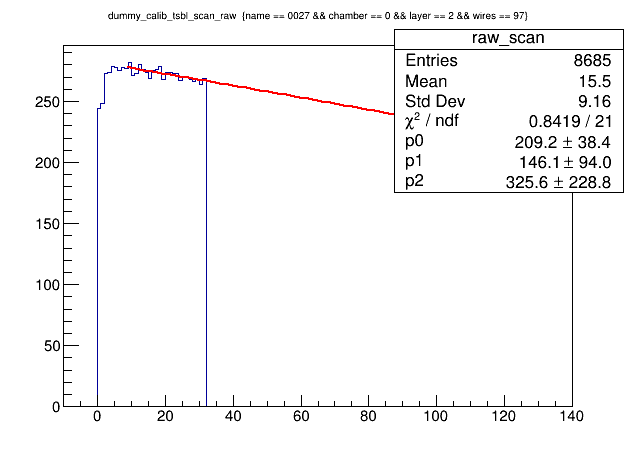 dummy_calib_tsbl_scan_raw {name == 0027 && chamber == 0 && layer == 2 && wires == 97}
raw_scan
Entries 8685
Mean 15.5
Std Dev 9.16
χ² / ndf 0.8419 / 21
p0 209.2 ± 38.4
p1 146.1 ± 94.0
p2 325.6 ± 228.8
250
200
150
100
50
0
0 20 40 60 80 100 120 140